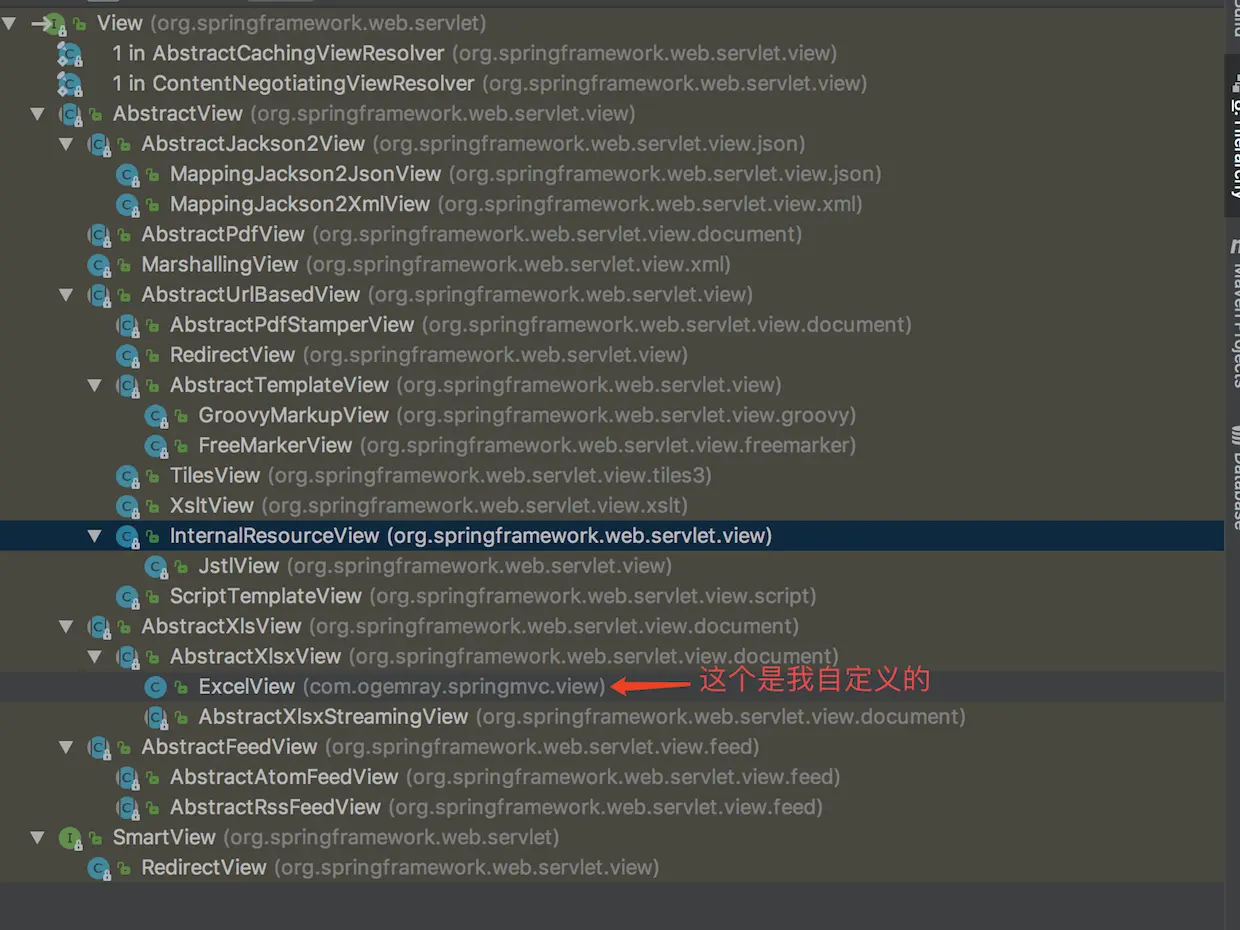 View (org.springframework.web.servlet)
1 in AbstractCachingViewResolver (org.springframework.web.servlet.view)
1 in ContentNegotiatingViewResolver (org.springframework.web.servlet.view)
AbstractView (org.springframework.web.servlet.view)
AbstractJackson2View (org.springframework.web.servlet.view.json)
MappingJackson2JsonView (org.springframework.web.servlet.view.json)
MappingJackson2XmlView (org.springframework.web.servlet.view.xml)
AbstractPdfView (org.springframework.web.servlet.view.document)
MarshallingView (org.springframework.web.servlet.view.xml)
AbstractUrlBasedView (org.springframework.web.servlet.view)
AbstractPdfStamperView (org.springframework.web.servlet.view.document)
RedirectView (org.springframework.web.servlet.view)
AbstractTemplateView (org.springframework.web.servlet.view)
GroovyMarkupView (org.springframework.web.servlet.view.groovy)
FreeMarkerView (org.springframework.web.servlet.view.freemarker)
TilesView (org.springframework.web.servlet.view.tiles3)
XsltView (org.springframework.web.servlet.view.xslt)
InternalResourceView (org.springframework.web.servlet.view)
JstlView (org.springframework.web.servlet.view)
ScriptTemplateView (org.springframework.web.servlet.view.script)
AbstractXlsView (org.springframework.web.servlet.view.document)
AbstractXlsxView (org.springframework.web.servlet.view.document)
ExcelView (com.ogemray.springmvc.view) 这个是我自定义的
AbstractXlsxStreamingView (org.springframework.web.servlet.view.document)
AbstractFeedView (org.springframework.web.servlet.view.feed)
AbstractAtomFeedView (org.springframework.web.servlet.view.feed)
AbstractRssFeedView (org.springframework.web.servlet.view.feed)
SmartView (org.springframework.web.servlet)
RedirectView (org.springframework.web.servlet.view)
Hierarchy
Maven Projects
Database